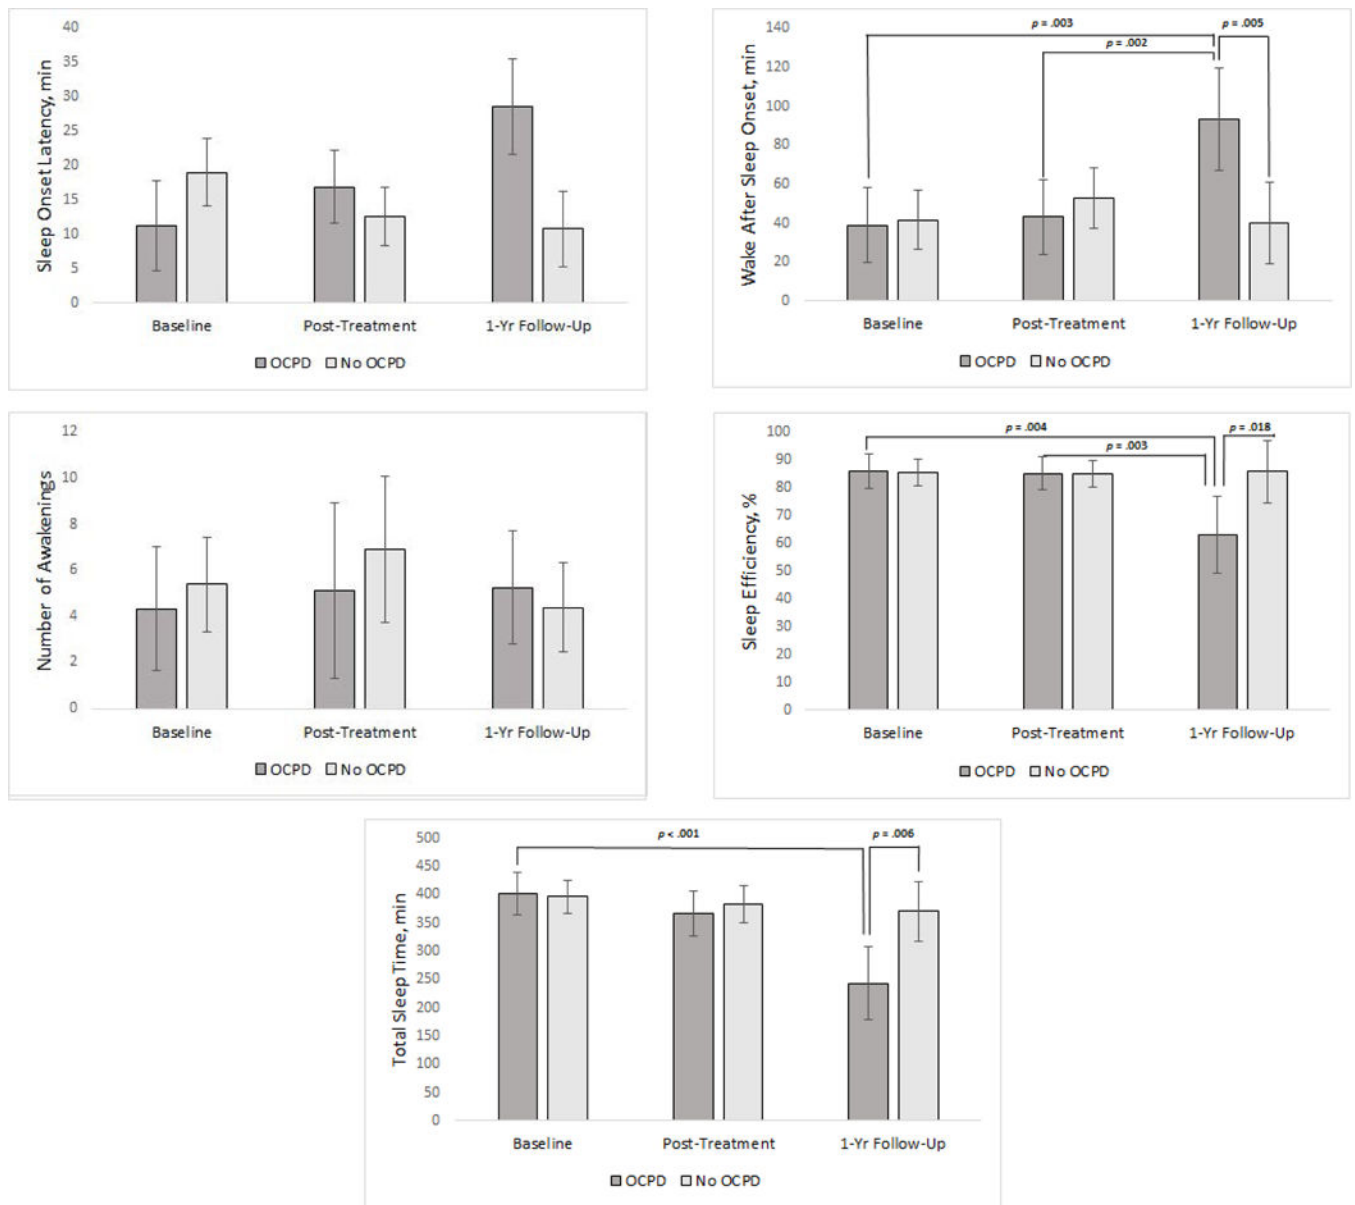 Sleep Onset Latency, min
40
35
30
25
20
15
10
5
0
Baseline Post-Treatment 1-Yr Follow-Up
OCPD No OCPD
Wake After Sleep Onset, min
140
120
100
80
60
40
20
0
p = .003
p = .005
p = .002
Baseline Post-Treatment 1-Yr Follow-Up
OCPD No OCPD
Number of Awakenings
12
10
8
6
4
2
0
Baseline Post-Treatment 1-Yr Follow-Up
OCPD No OCPD
Sleep Efficiency, %
100
90
80
70
60
50
40
30
20
10
0
p = .004
p = .018
p = .003
Baseline Post-Treatment 1-Yr Follow-Up
OCPD No OCPD
Total Sleep Time, min
500
450
400
350
300
250
200
150
100
50
0
p < .001
p = .006
Baseline Post-Treatment 1-Yr Follow-Up
OCPD No OCPD